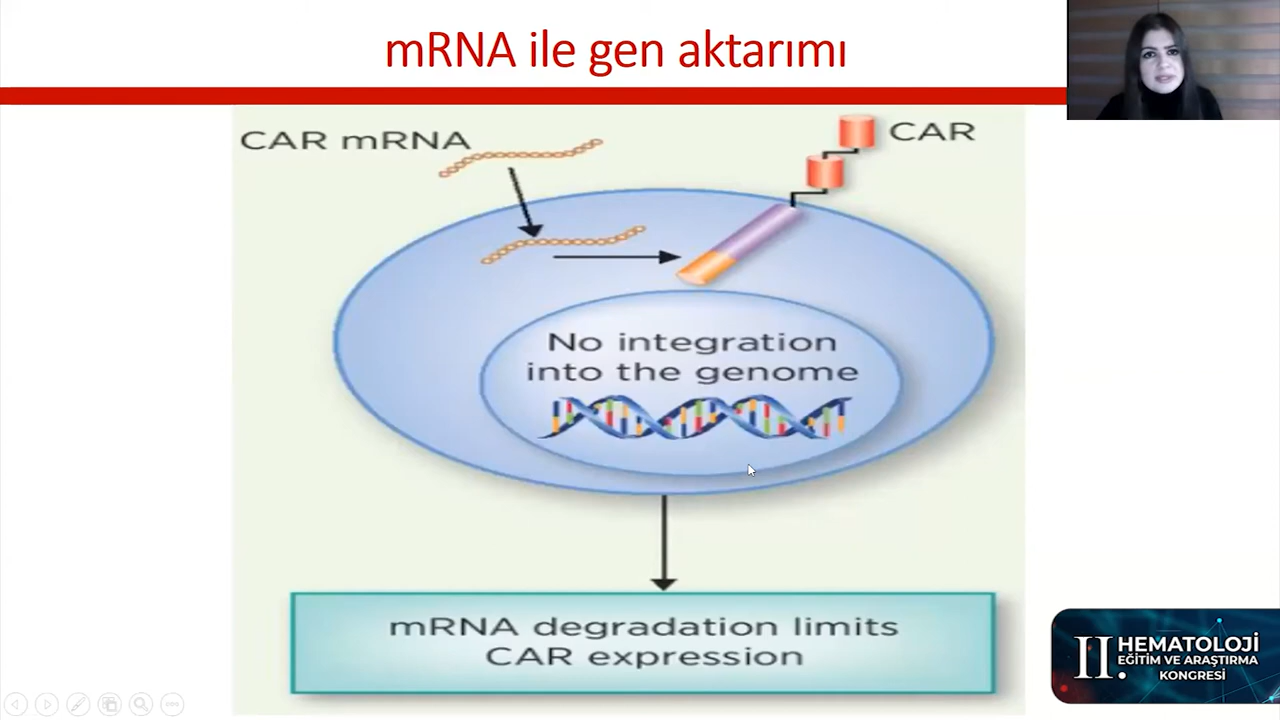 mRNA ile gen aktarımı
CAR mRNA
CAR
No integration
into the genome
mRNA degradation limits
CAR expression
II. HEMATOLOJİ
EĞİTİM VE ARAŞTIRMA
KONGRESİ